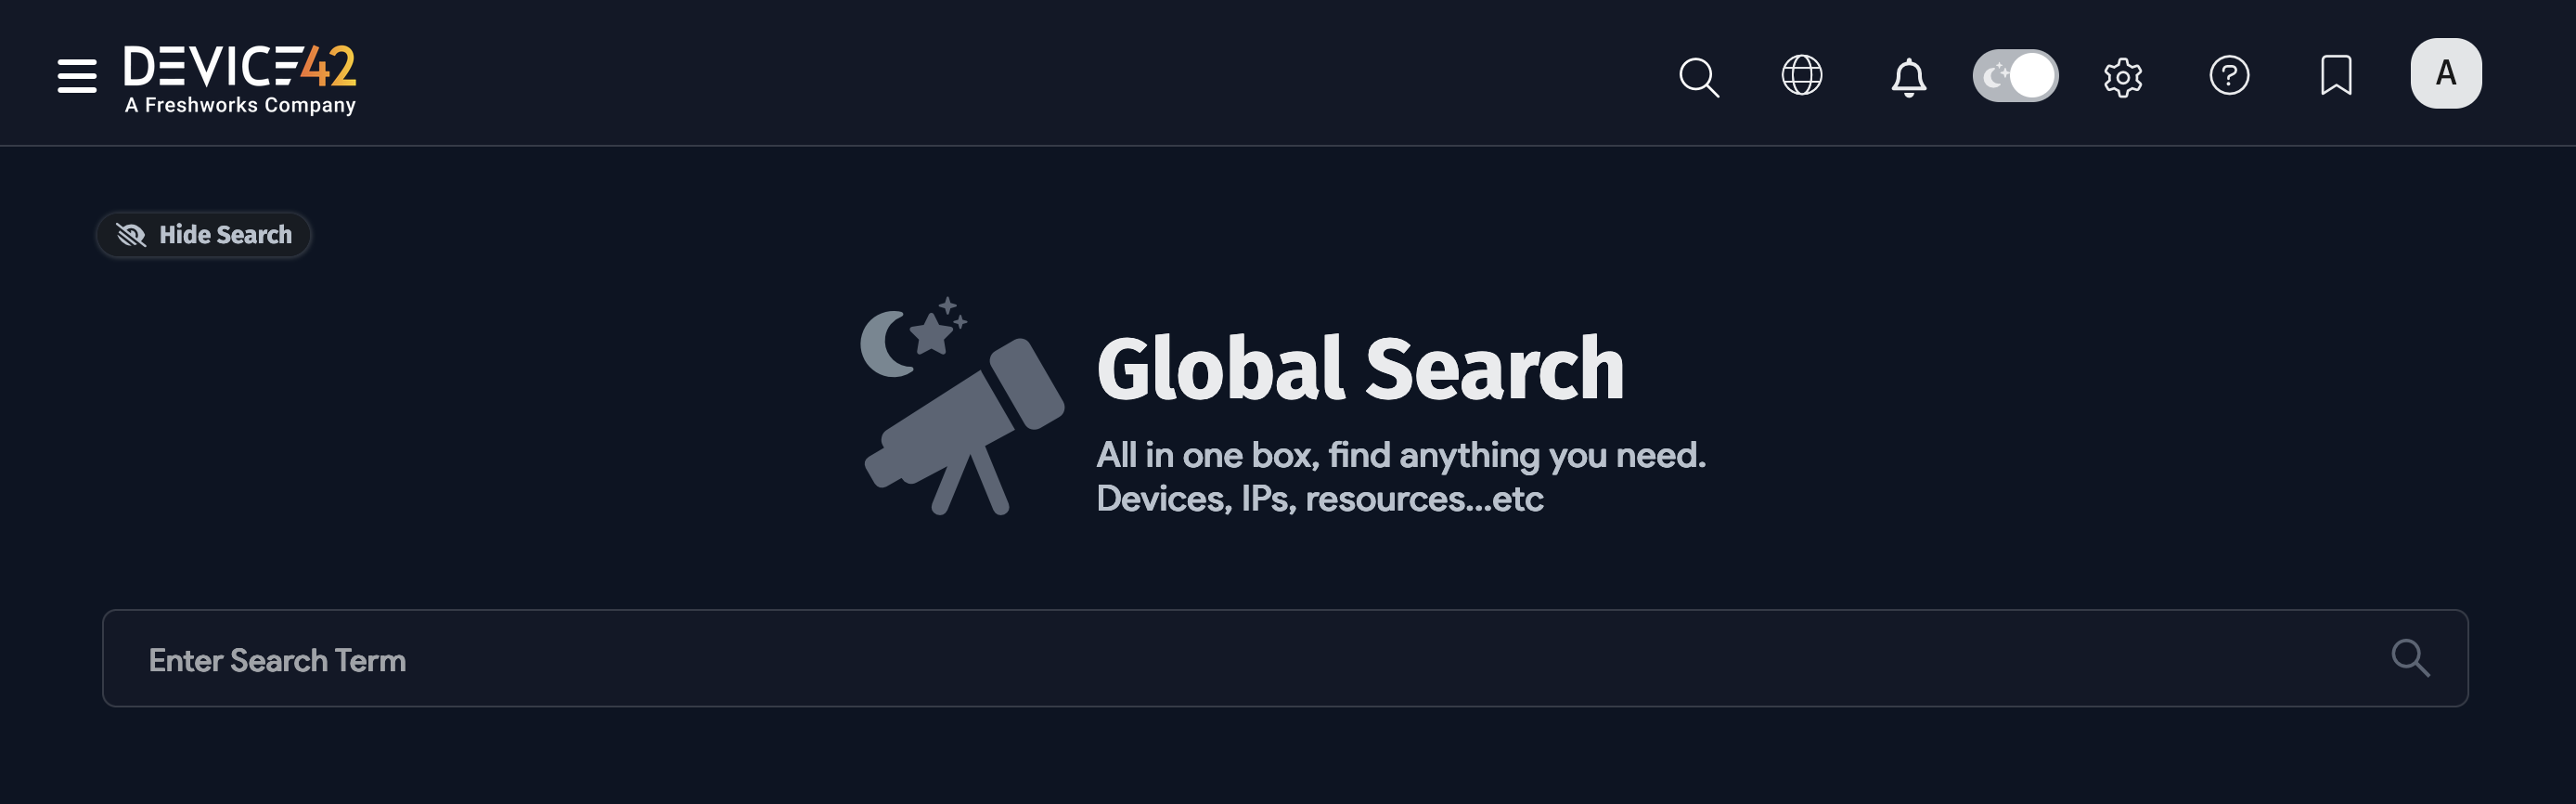 DEVICE42
A Freshworks Company
A
Hide Search
Global Search
All in one box, find anything you need.
Devices, IPs, resources...etc
Enter Search Term